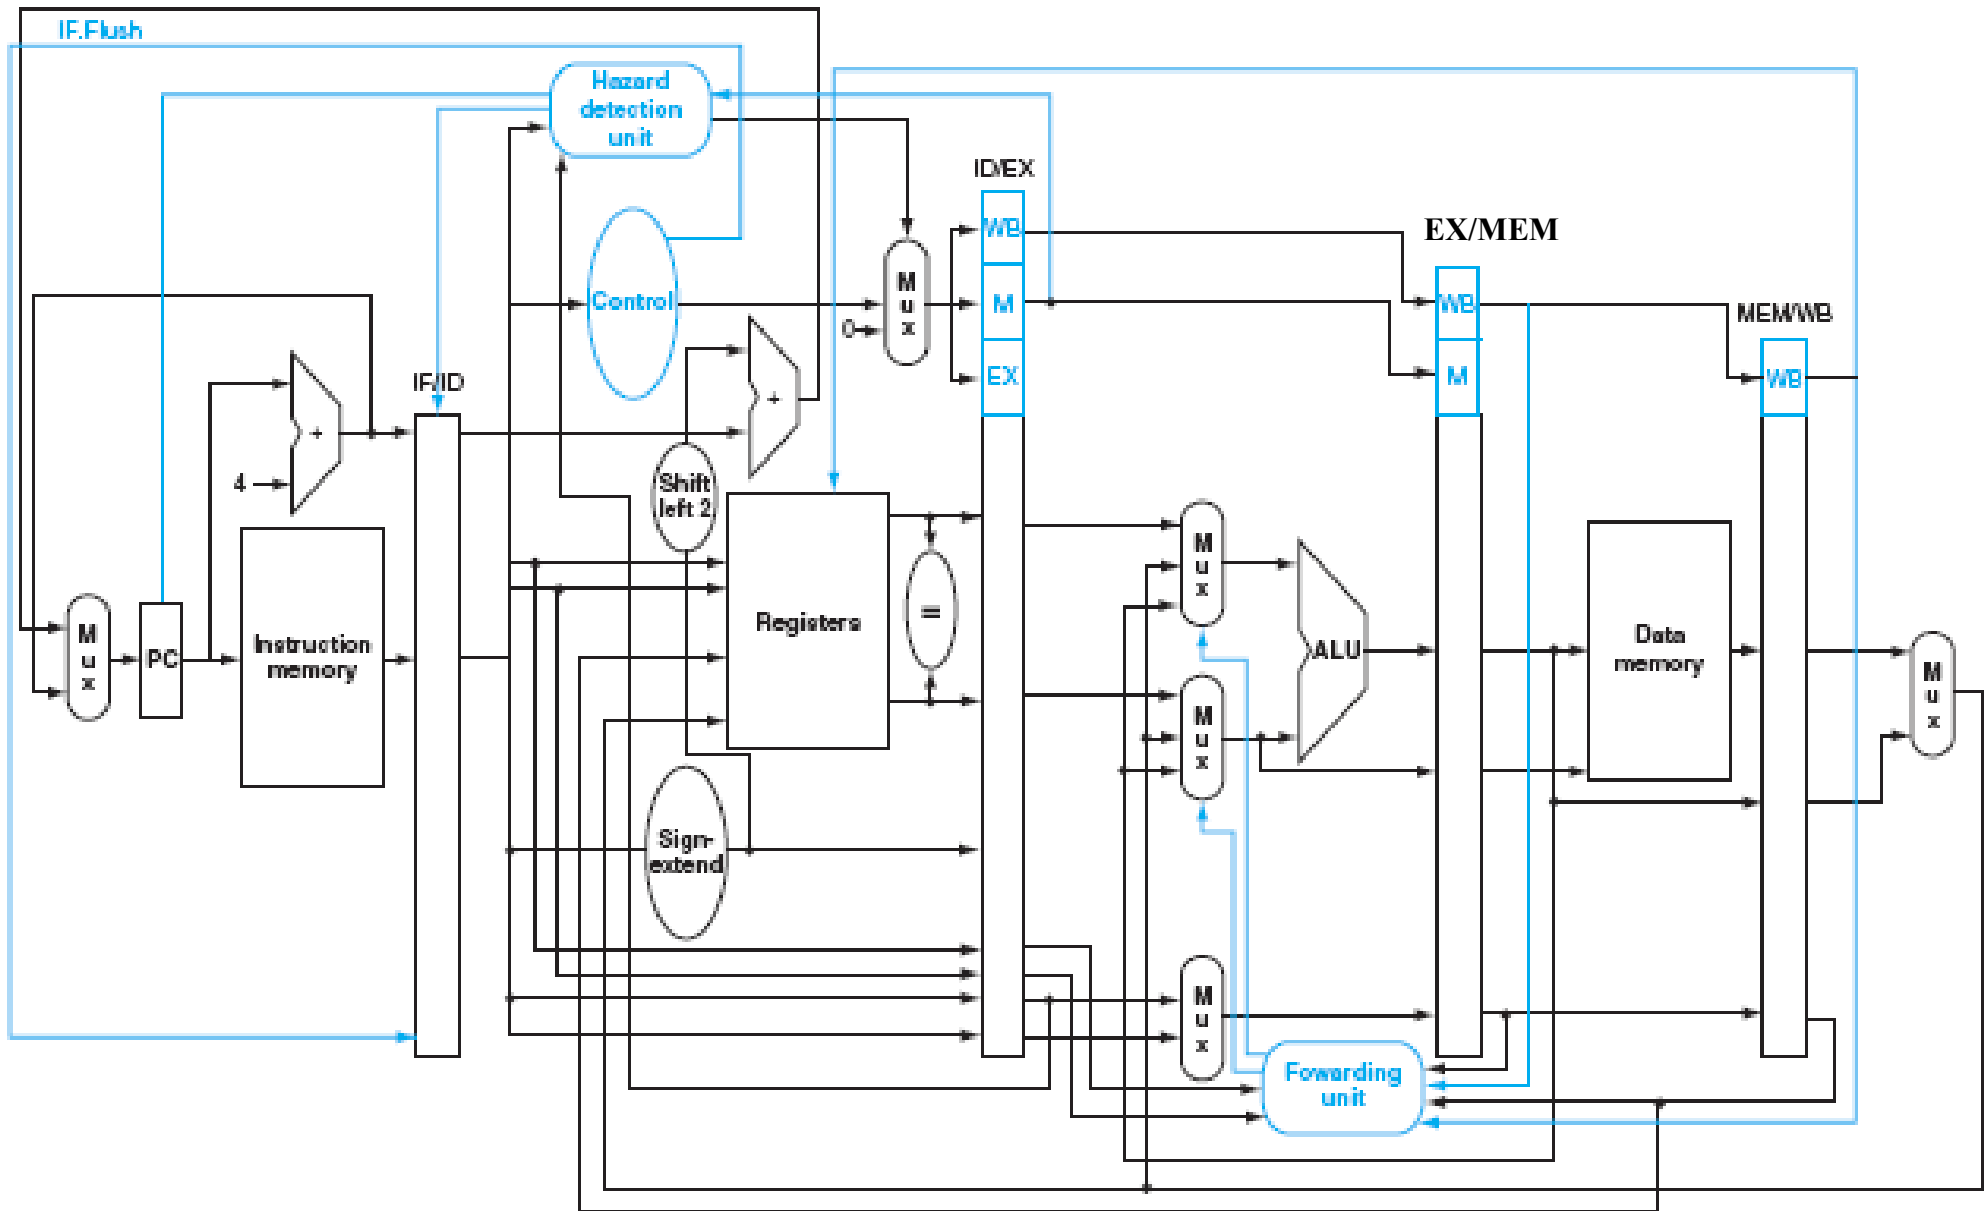 IF.Flush
Hazard
detection
unit
ID/EX
WB
EX/MEM
Control
M
u
x
0
M
WB
MEM/WB
EX
M
WB
IF/ID
+
+
4
Shift
left 2
M
u
x
PC
Instruction
memory
Registers
=
M
u
x
ALU
Data
memory
M
u
x
M
u
x
Sign-
extend
M
u
x
Fowarding
unit